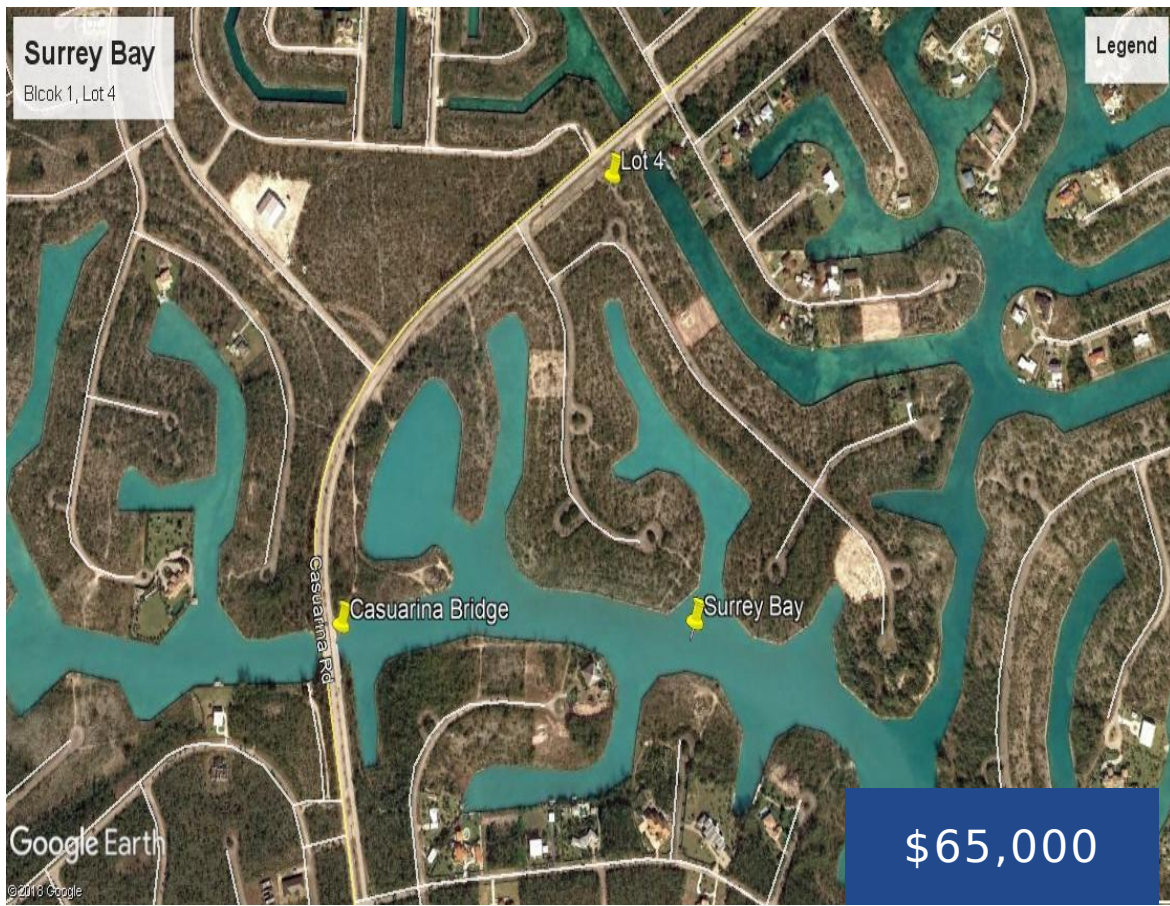 Surrey Bay
Blcok 1, Lot 4
Legend
Lot 4
Casuarina Rd
Casuarina Bridge
Surrey Bay
Google Earth
©2018 Google
$65,000